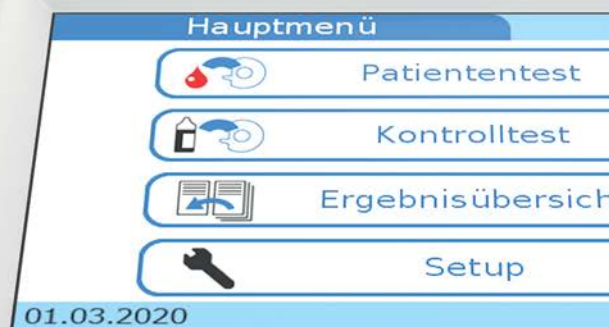 Hauptmenü
Patiententest
Kontrolltest
Ergebnisübersich
Setup
01.03.2020